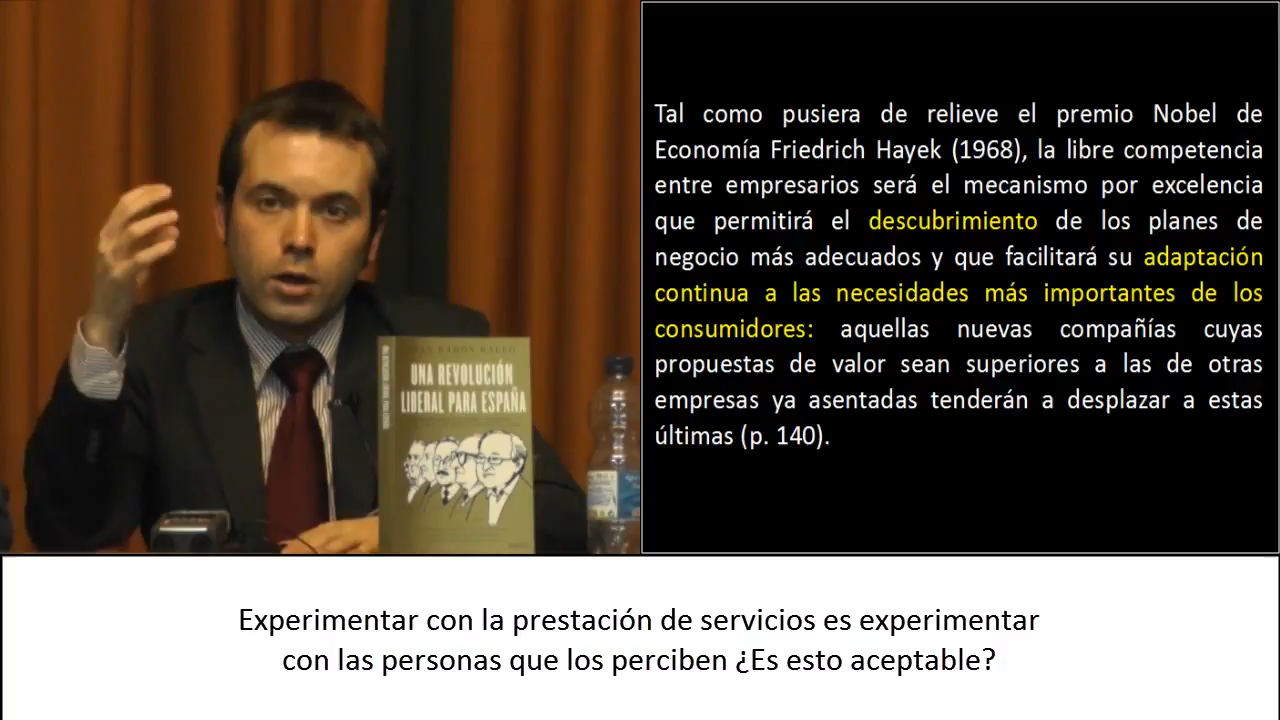 JUAN RAMÓN RALLO
UNA REVOLUCIÓN
LIBERAL PARA ESPAÑA
Tal como pusiera de relieve el premio Nobel de
Economía Friedrich Hayek (1968), la libre competencia
entre empresarios será el mecanismo por excelencia
que permitirá el descubrimiento de los planes de
negocio más adecuados y que facilitará su adaptación
continua a las necesidades más importantes de los
consumidores: aquellas nuevas compañías cuyas
propuestas de valor sean superiores a las de otras
empresas ya asentadas tenderán a desplazar a estas
últimas (p. 140).
Experimentar con la prestación de servicios es experimentar
con las personas que los perciben ¿Es esto aceptable?